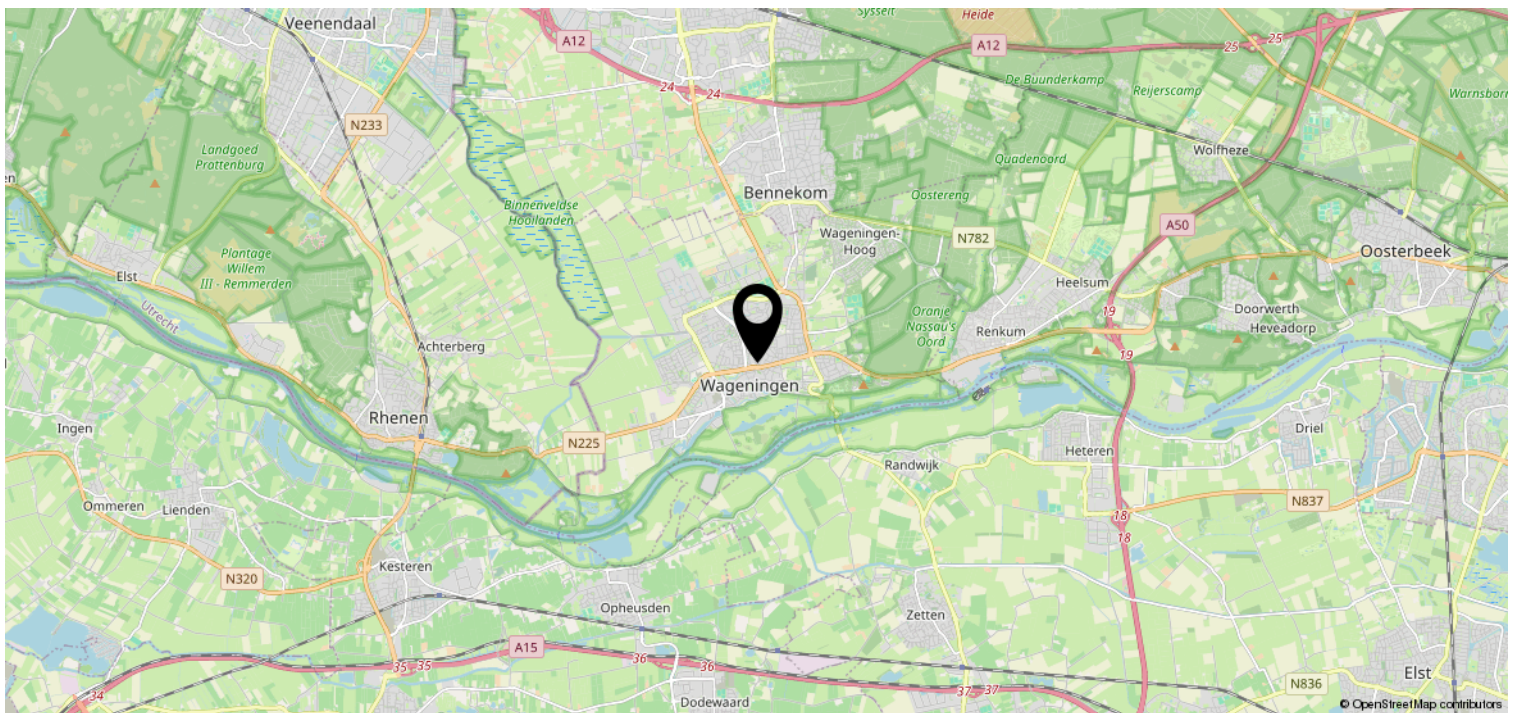 Veenendaal
Sysselt
Heide
A12
A12
25
25
24
24
De Buunderkamp
Reijerscamp
N233
Landgoed
Prattenburg
Quadenoord
Wolfheze
Bennekom
Oostereng
Binnenveldse
Hooilanden
A50
Wageningen-
Hoog
N782
Oosterbeek
Plantage
Willem
III - Remmerden
Elst
Heelsum
Utrecht
Oranje
Nassau's
Oord
19
Doorwerth
Heveadorp
Renkum
Achterberg
19
Wageningen
Rhenen
Ingen
Driel
N225
Heteren
Randwijk
Ommeren
Lienden
N837
18
18
Kesteren
N320
Opheusden
Zetten
A15
35
35
36
36
Elst
N836
37
37
34
Dodewaard
© OpenStreetMap contributors